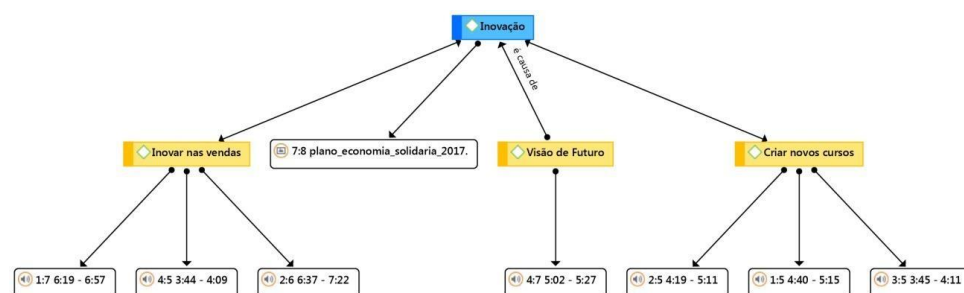 Inovação
é causa de
Inovar nas vendas
7:8 plano_economia_solidaria_2017.
Visão de Futuro
Criar novos cursos
1:7 6:19 - 6:57
4:5 3:44 - 4:09
2:6 6:37 - 7:22
4:7 5:02 - 5:27
2:5 4:19 - 5:11
1:5 4:40 - 5:15
3:5 3:45 - 4:11